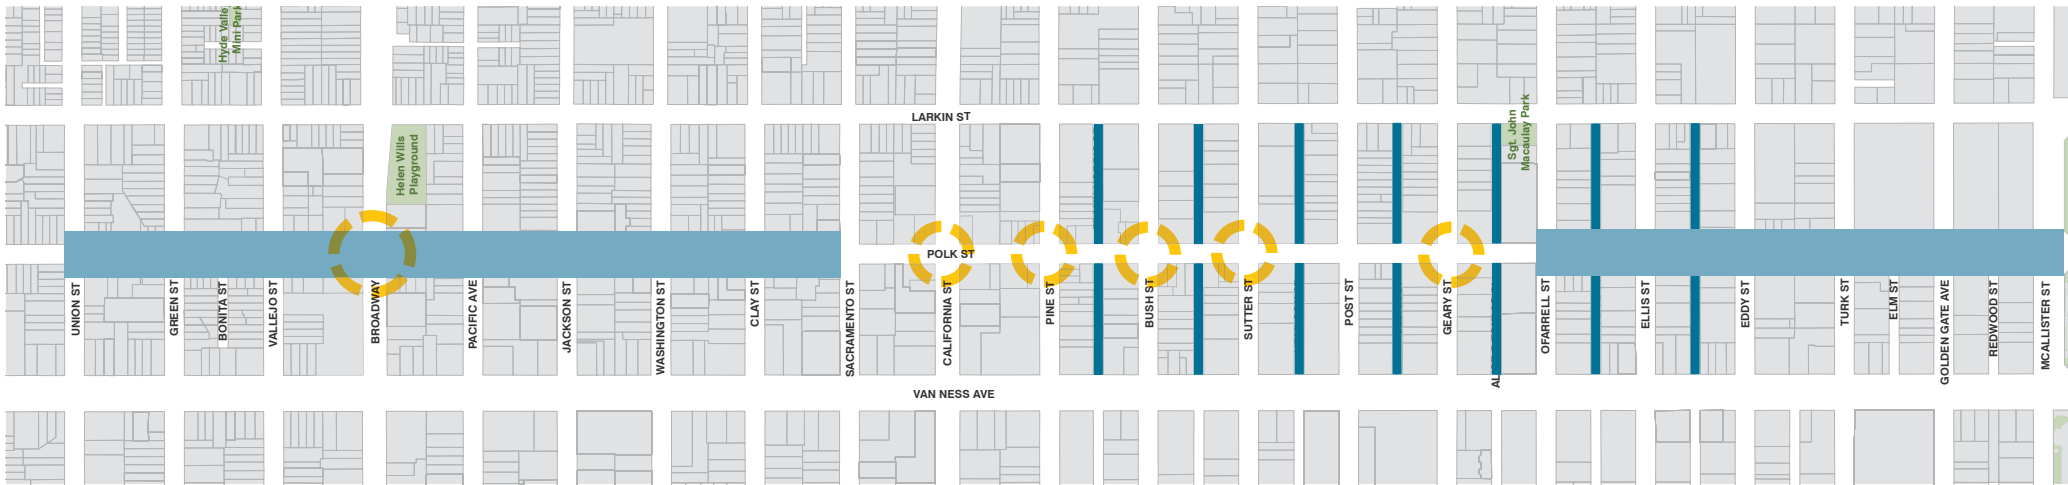 Hyde Valle
Mini Park
LARKIN ST
Sgt. John
Macaulay Park
Helen Wills
Playground
POLK ST
UNION ST
GREEN ST
BONITA ST
VALLEJO ST
BROADWAY
PACIFIC AVE
JACKSON ST
WASHINGTON ST
CLAY ST
SACRAMENTO ST
CALIFORNIA ST
PINE ST
BUSH ST
SUTTER ST
POST ST
GEARY ST
AL
OFARRELL ST
ELLIS ST
EDDY ST
TURK ST
ELM ST
GOLDEN GATE AVE
REDWOOD ST
MCALLISTER ST
VAN NESS AVE